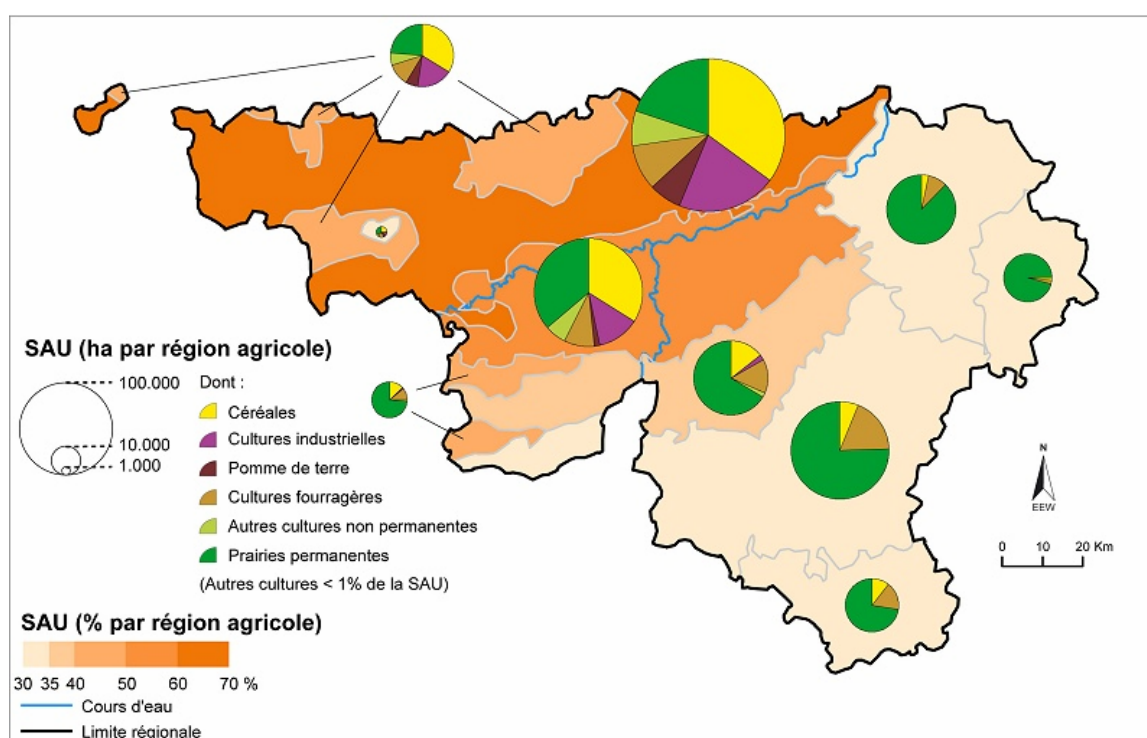 SAU (ha par région agricole)
100.000
10.000
1.000
Dont :
Céréales
Cultures industrielles
Pomme de terre
Cultures fourragères
Autres cultures non permanentes
Prairies permanentes
(Autres cultures < 1% de la SAU)
SAU (% par région agricole)
30 35 40 50 60 70 %
Cours d'eau
Limite régionale
N
EEW
0 10 20 Km